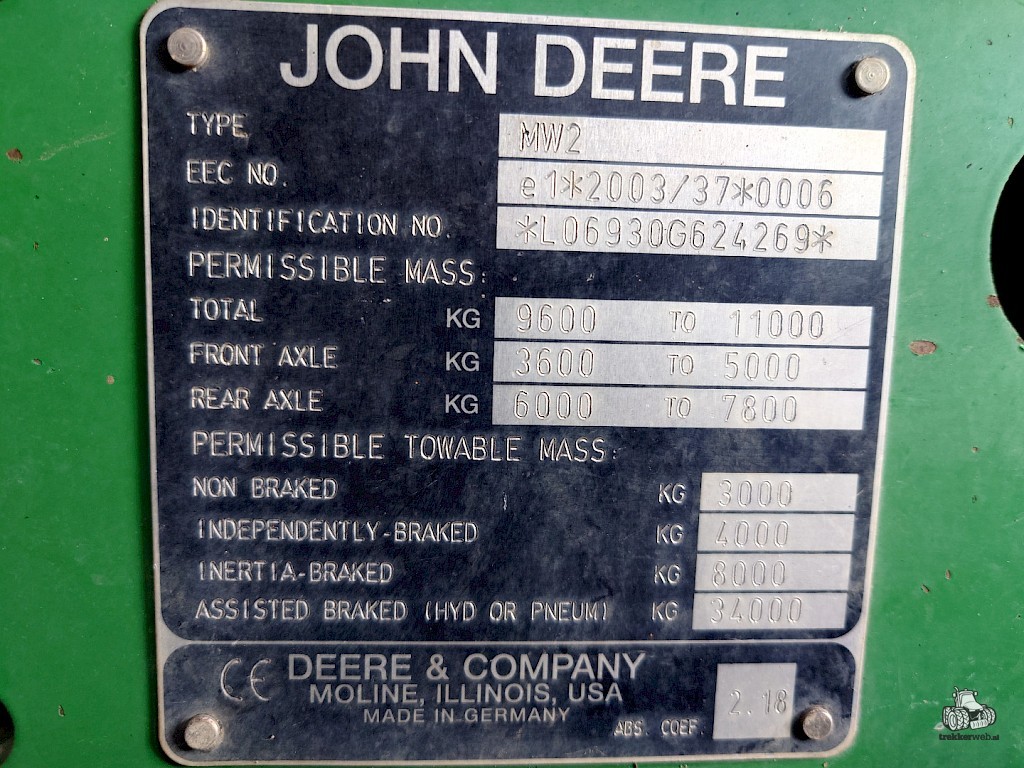 JOHN DEERE
TYPE MW2
EEC NO. e1*2003/37*0006
IDENTIFICATION NO. *L06930G624269*
PERMISSIBLE MASS:
TOTAL KG 9600 TO 11000
FRONT AXLE KG 3600 TO 5000
REAR AXLE KG 6000 TO 7800
PERMISSIBLE TOWABLE MASS:
NON BRAKED KG 3000
INDEPENDENTLY-BRAKED KG 4000
INERTIA-BRAKED KG 8000
ASSISTED BRAKED (HYD OR PNEUM) KG 34000
CE DEERE & COMPANY
MOLINE, ILLINOIS, USA
MADE IN GERMANY
ABS. COEF. 2.18
trekkerweb.nl